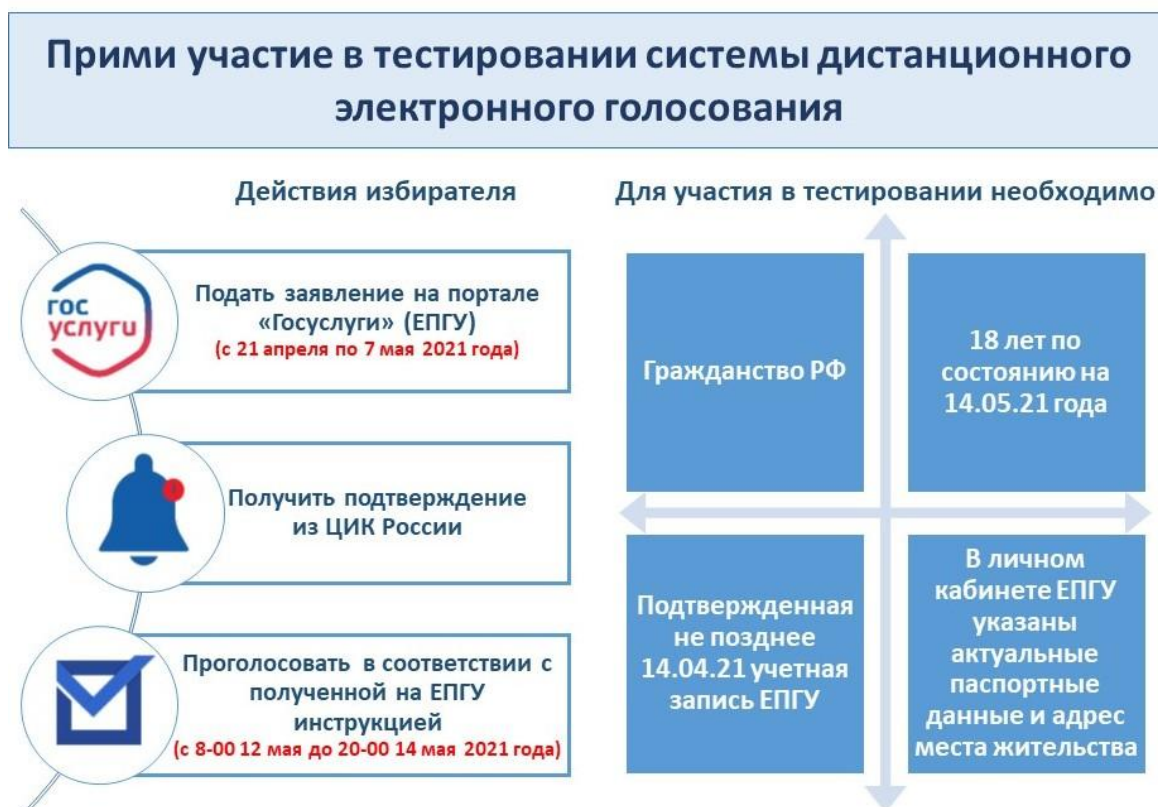 Прими участие в тестировании системы дистанционного
электронного голосования
Действия избирателя
гос
услуги
Подать заявление на портале
«Госуслуги» (ЕПГУ)
(с 21 апреля по 7 мая 2021 года)
Получить подтверждение
из ЦИК России
Проголосовать в соответствии с
полученной на ЕПГУ
инструкцией
(с 8-00 12 мая до 20-00 14 мая 2021 года)
Для участия в тестировании необходимо
Гражданство РФ
18 лет по
состоянию на
14.05.21 года
Подтвержденная
не позднее
14.04.21 учетная
запись ЕПГУ
В личном
кабинете ЕПГУ
указаны
актуальные
паспортные
данные и адрес
места жительства